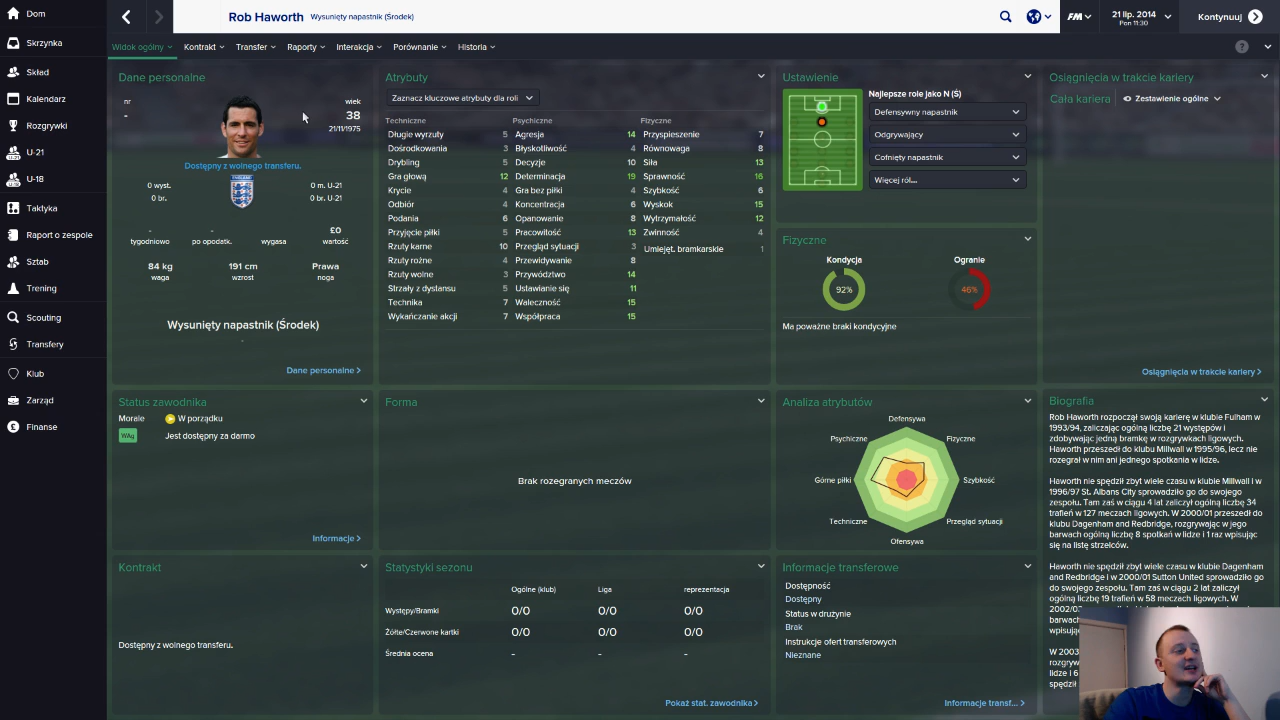 Dom
Skrzynka
Skład
Kalendarz
Rozgrywki
U-21
U-18
Taktyka
Raport o zespole
Sztab
Trening
Scouting
Transfery
Klub
Zarząd
Finanse
Rob Haworth Wysunięty napastnik (Środek)
FM
21 lip. 2014
Pon 11:30
Kontynuuj
Widok ogólny Kontrakt Transfer Raporty Interakcja Porównanie Historia
Dane personalne
nr
wiek
38
21/11/1975
Dostępny z wolnego transferu.
ENGLAND
0 wyst. 0 m. U-21
0 br. 0 br. U-21
- - £0
tygodniowo po opodatk. wygasa wartość
84 kg 191 cm Prawa
waga wzrost noga
Wysunięty napastnik (Środek)
-
Dane personalne >
Atrybuty
Zaznacz kluczowe atrybuty dla roli
Techniczne Psychiczne Fizyczne
Długie wyrzuty 5 Agresja 14 Przyspieszenie 7
Dośrodkowania 3 Błyskotliwość 4 Równowaga 8
Drybling 5 Decyzje 10 Siła 13
Gra głową 12 Determinacja 19 Sprawność 16
Krycie 4 Gra bez piłki 4 Szybkość 6
Odbiór 4 Koncentracja 6 Wyskok 15
Podania 6 Opanowanie 8 Wytrzymałość 12
Przyjęcie piłki 5 Pracowitość 13 Zwinność 4
Rzuty karne 10 Przegląd sytuacji 3 Umiejęt. bramkarskie 1
Rzuty rożne 4 Przewidywanie 8
Rzuty wolne 3 Przywództwo 14
Strzały z dystansu 5 Ustawianie się 11
Technika 7 Waleczność 15
Wykańczanie akcji 7 Współpraca 15
Ustawienie
Najlepsze role jako N (Ś)
Defensywny napastnik
Odgrywający
Cofnięty napastnik
Więcej ról...
Fizyczne
Kondycja Ogranie
92% 46%
Ma poważne braki kondycyjne
Osiągnięcia w trakcie kariery
Cała kariera Zestawienie ogólne
Osiągnięcia w trakcie kariery >
Status zawodnika
Morale W porządku
WAg Jest dostępny za darmo
Informacje >
Forma
Brak rozegranych meczów
Analiza atrybutów
Defensywa
Psychiczne Fizyczne
Górne piłki Szybkość
Techniczne Przegląd sytuacji
Ofensywa
Biografia
Rob Haworth rozpoczął swoją karierę w klubie Fulham w
1993/94, zaliczając ogólną liczbę 21 występów i
zdobywając jedną bramkę w rozgrywkach ligowych.
Haworth przeszedł do klubu Millwall w 1995/96, lecz nie
rozegrał w nim ani jednego spotkania w lidze.
Haworth nie spędził zbyt wiele czasu w klubie Millwall i w
1996/97 St. Albans City sprowadziło go do swojego
zespołu. Tam zaś w ciągu 4 lat zaliczył ogólną liczbę 34
trafień w 127 meczach ligowych. W 2000/01 przeszedł do
klubu Dagenham and Redbridge, rozgrywając w jego
barwach ogólną liczbę 8 spotkań w lidze i 1 raz wpisując
się na listę strzelców.
Haworth nie spędził zbyt wiele czasu w klubie Dagenham
and Redbridge i w 2000/01 Sutton United sprowadziło go
do swojego zespołu. Tam zaś w ciągu 2 lat zaliczył
ogólną liczbę 19 trafień w 58 meczach ligowych. W
barwach
W 2003
rozgryw
lidze i 6
spędził
Kontrakt
Dostępny z wolnego transferu.
Statystyki sezonu
Ogólne (klub) Liga reprezentacja
Występy/Bramki 0/0 0/0 0/0
Żółte/Czerwone kartki 0/0 0/0 0/0
Średnia ocena - - -
Pokaż stat. zawodnika >
Informacje transferowe
Dostępność
Dostępny
Status w drużynie
Brak
Instrukcje ofert transferowych
Nieznane
Informacje transf... >